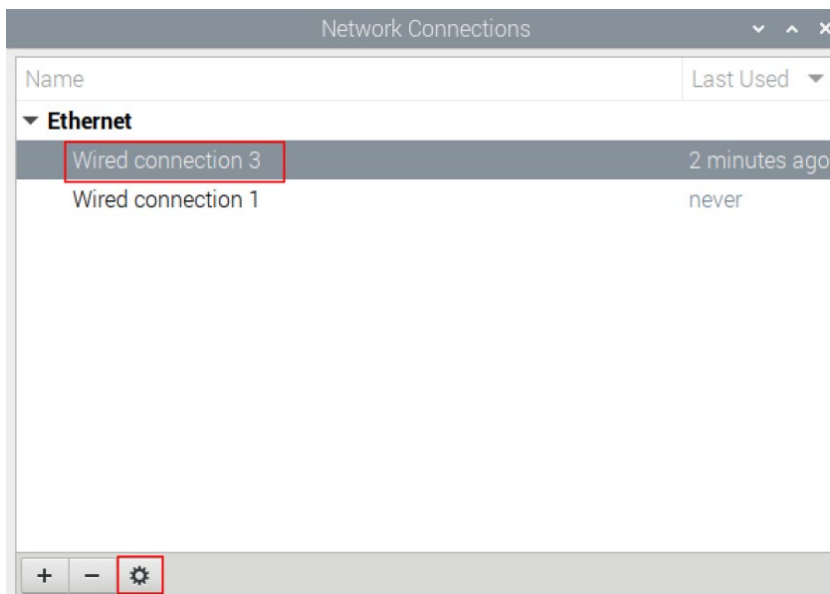 Network Connections
Name Last Used
Ethernet
Wired connection 3 2 minutes ago
Wired connection 1 never